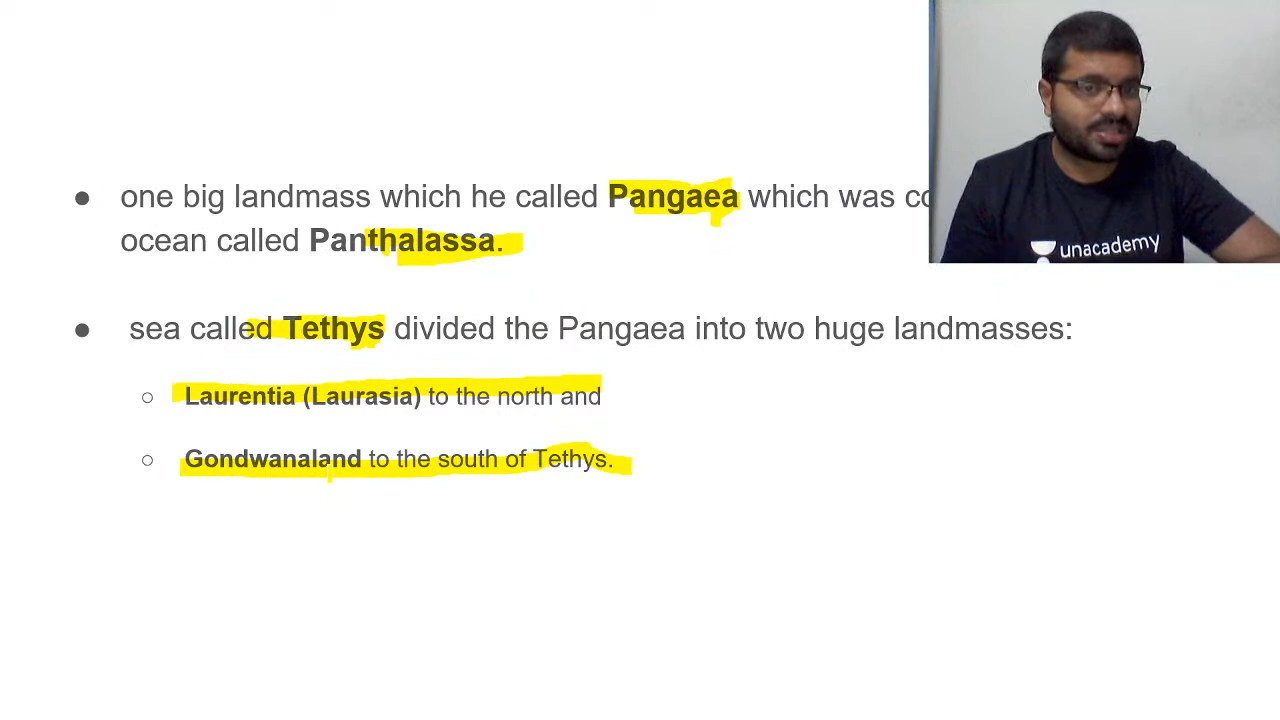 ● one big landmass which he called Pangaea which was
ocean called Panthalassa.
● sea called Tethys divided the Pangaea into two huge landmasses:
○ Laurentia (Laurasia) to the north and
○ Gondwanaland to the south of Tethys.
unacademy